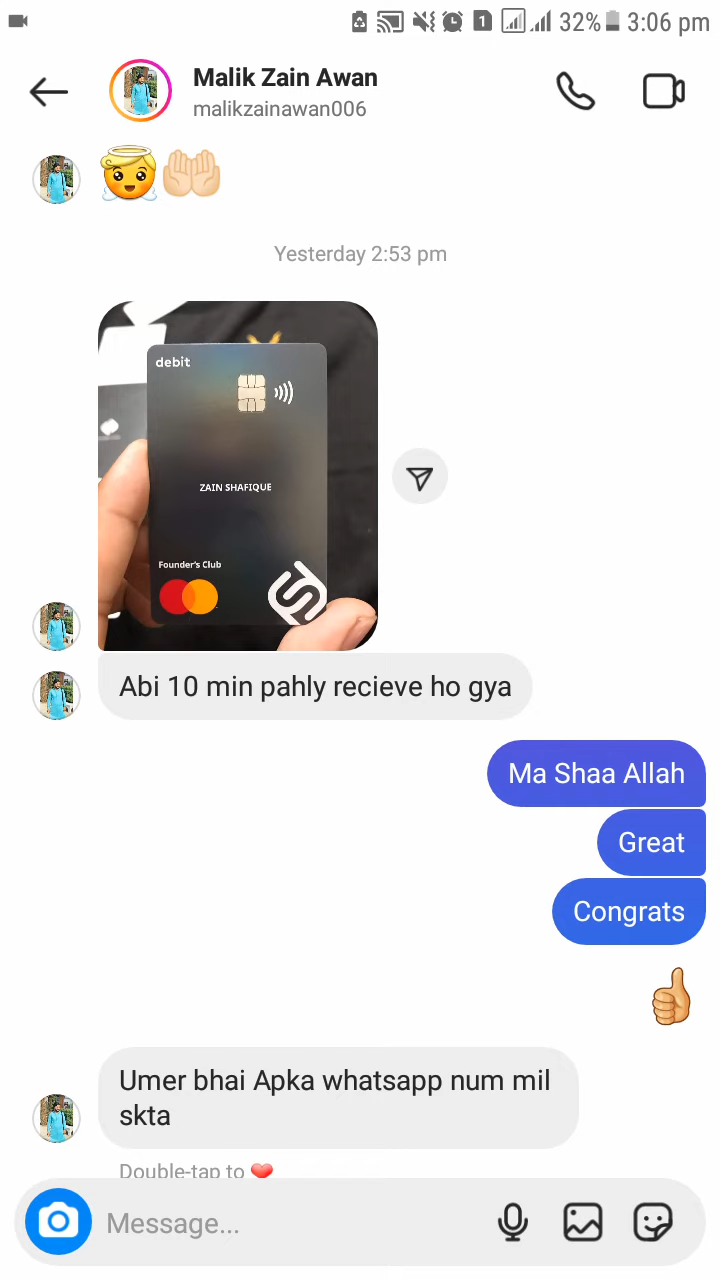 32% 3:06 pm
Malik Zain Awan
malikzainawan006
Yesterday 2:53 pm
debit
ZAIN SHAFIQUE
Founder's Club
Abi 10 min pahly recieve ho gya
Ma Shaa Allah
Great
Congrats
Umer bhai Apka whatsapp num mil
skta
Double-tap to ❤️
Message...